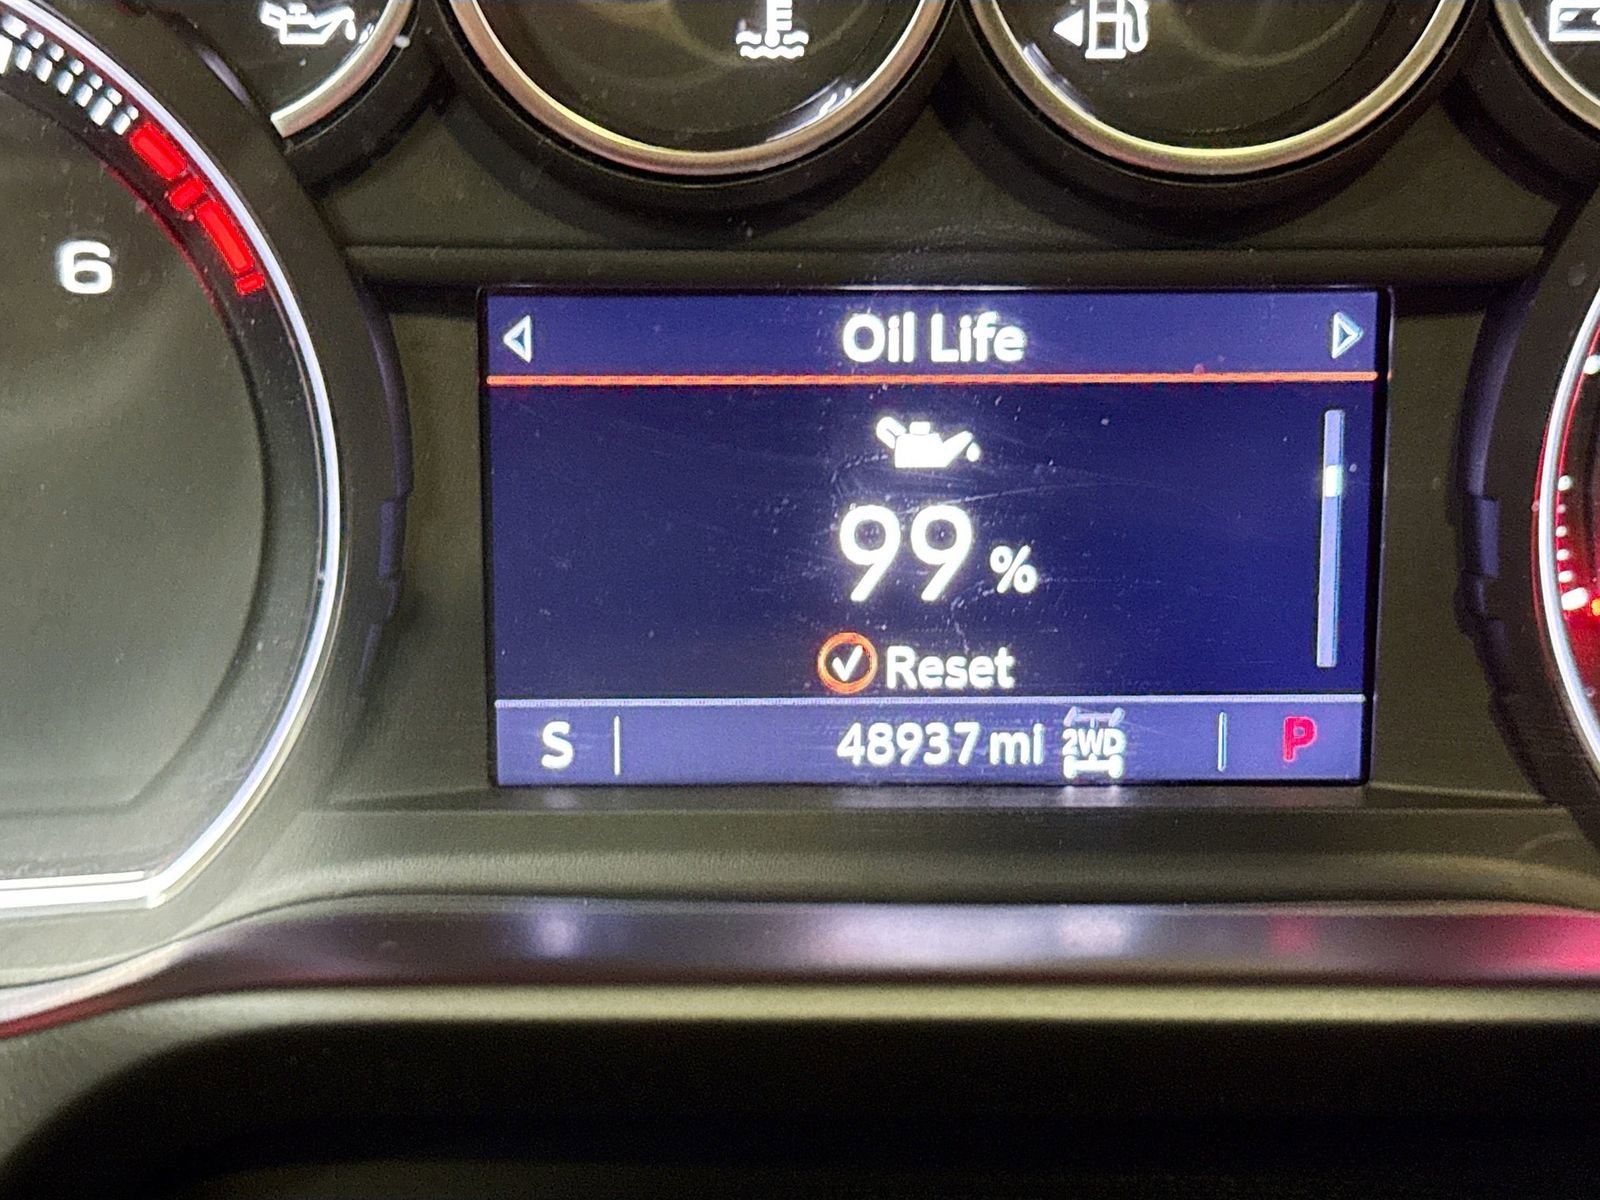 6
Oil Life
99 %
Reset
S
48937 mi
2WD
P